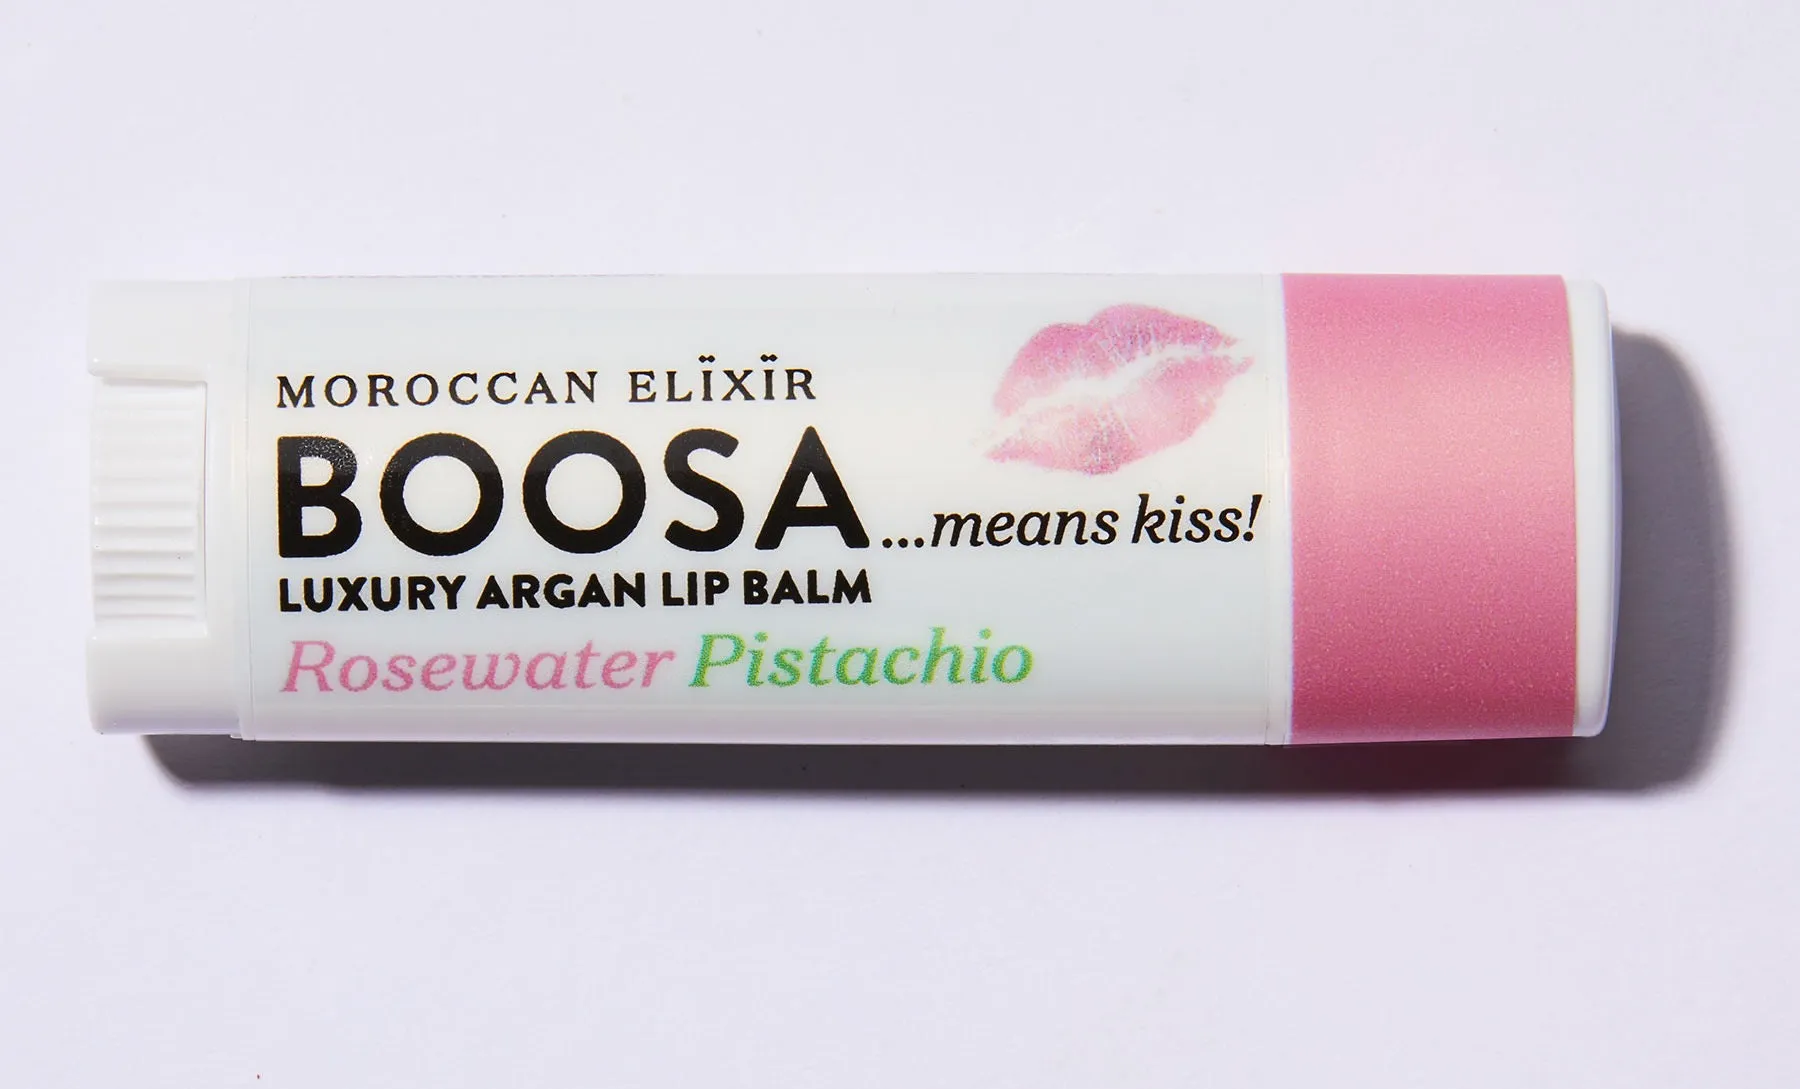 MOROCCAN ELÏXÏR
BOOSA ...means kiss!
LUXURY ARGAN LIP BALM
Rosewater Pistachio